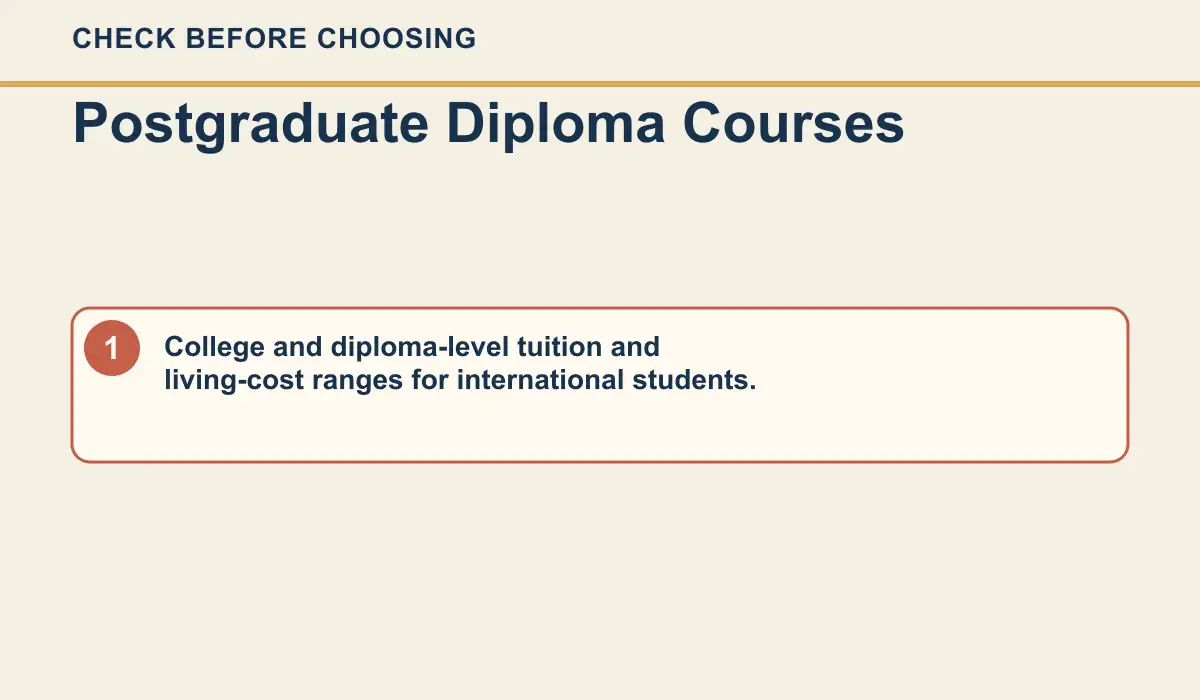 CHECK BEFORE CHOOSING
Postgraduate Diploma Courses
1
College and diploma-level tuition and
living-cost ranges for international students.